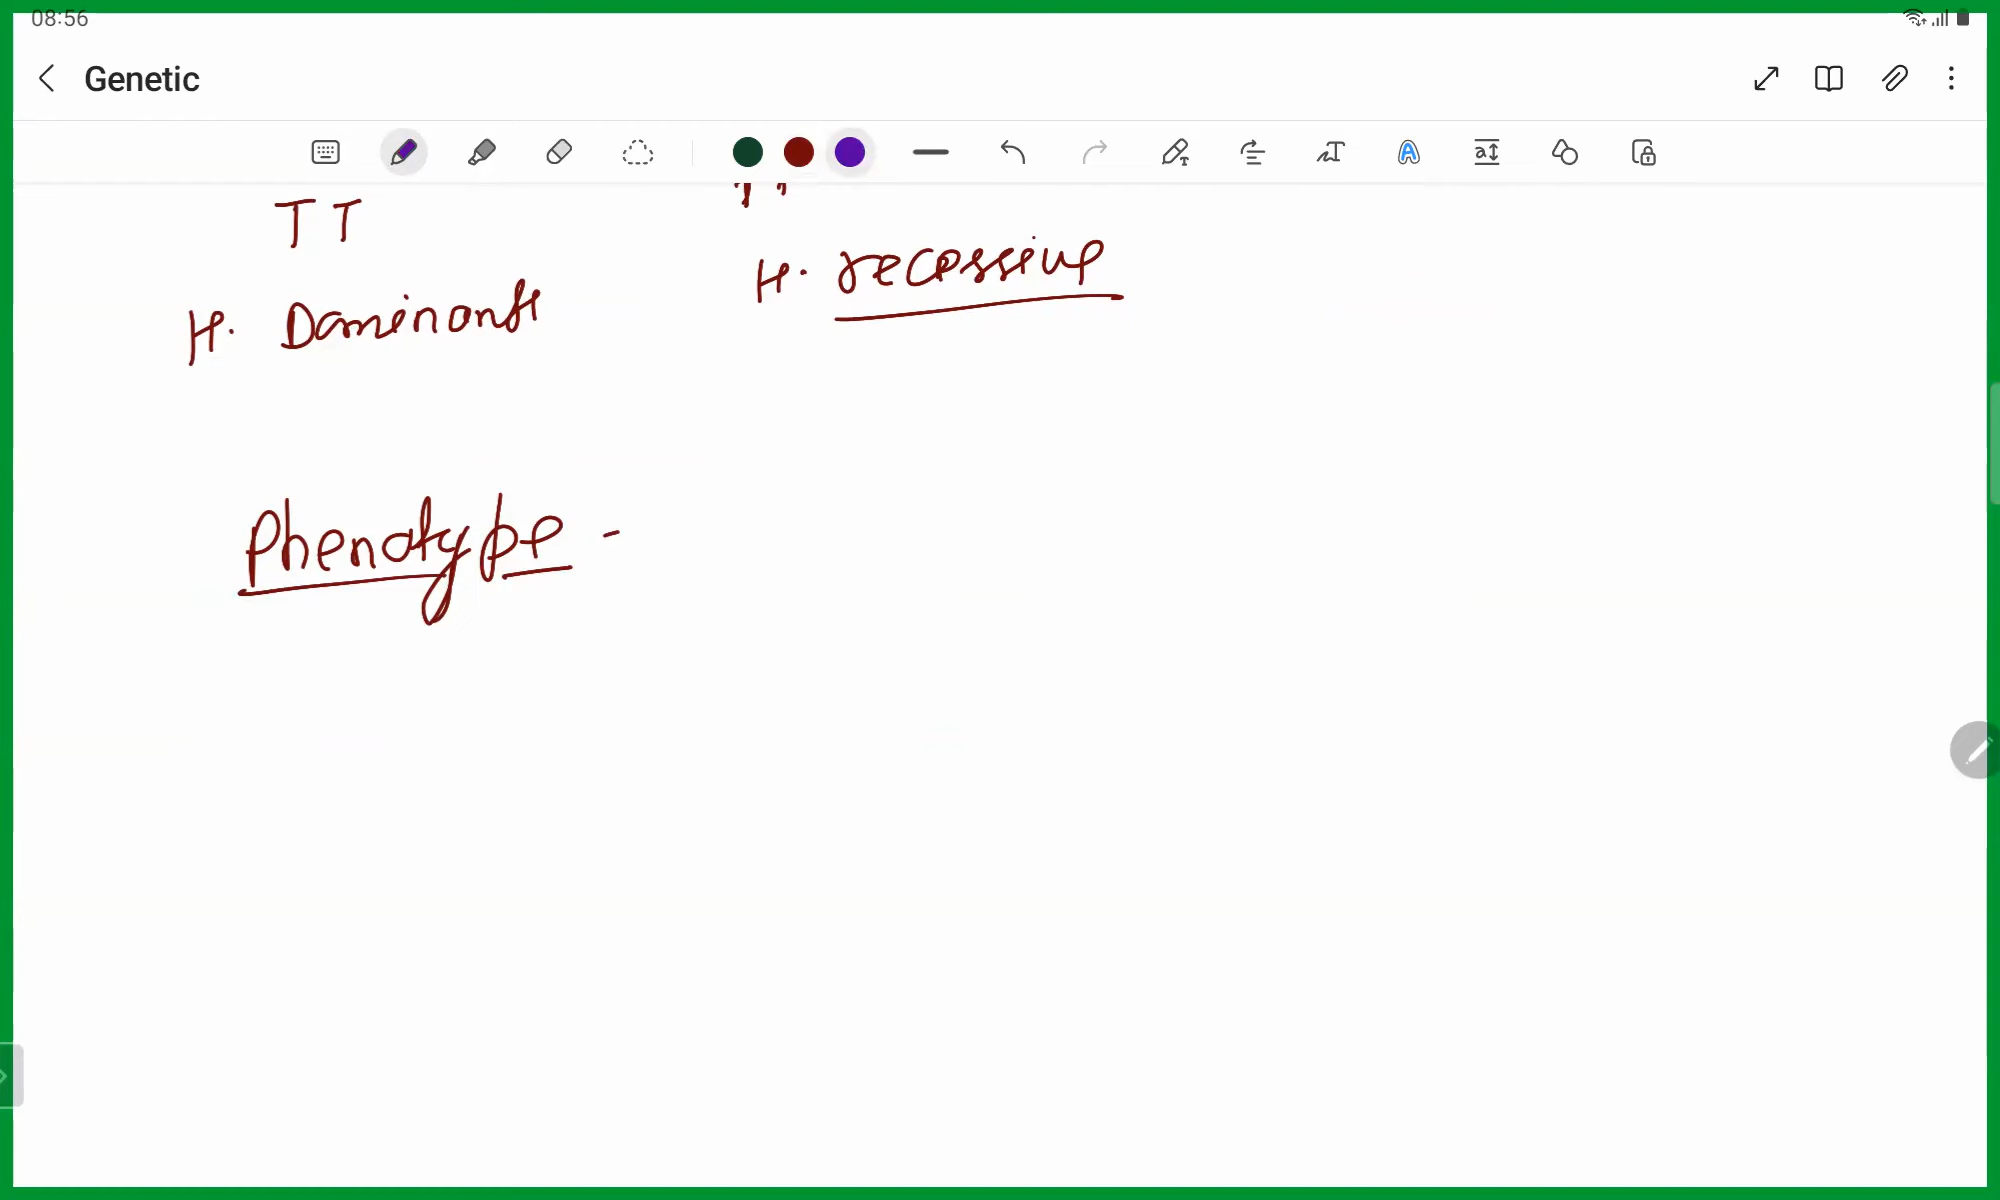 08:56
Genetic
T T
H. recessive
H. Dominant
Phenotype -